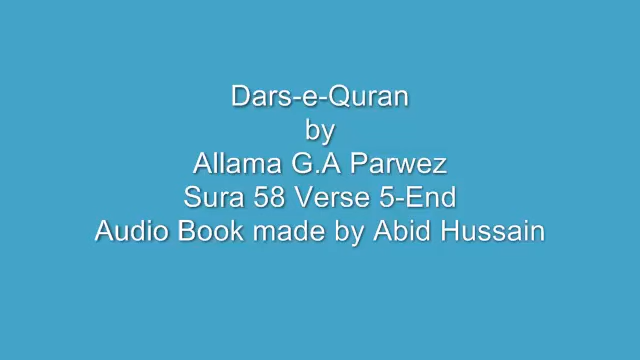 Dars-e-Quran
by
Allama G.A Parwez
Sura 58 Verse 5-End
Audio Book made by Abid Hussain